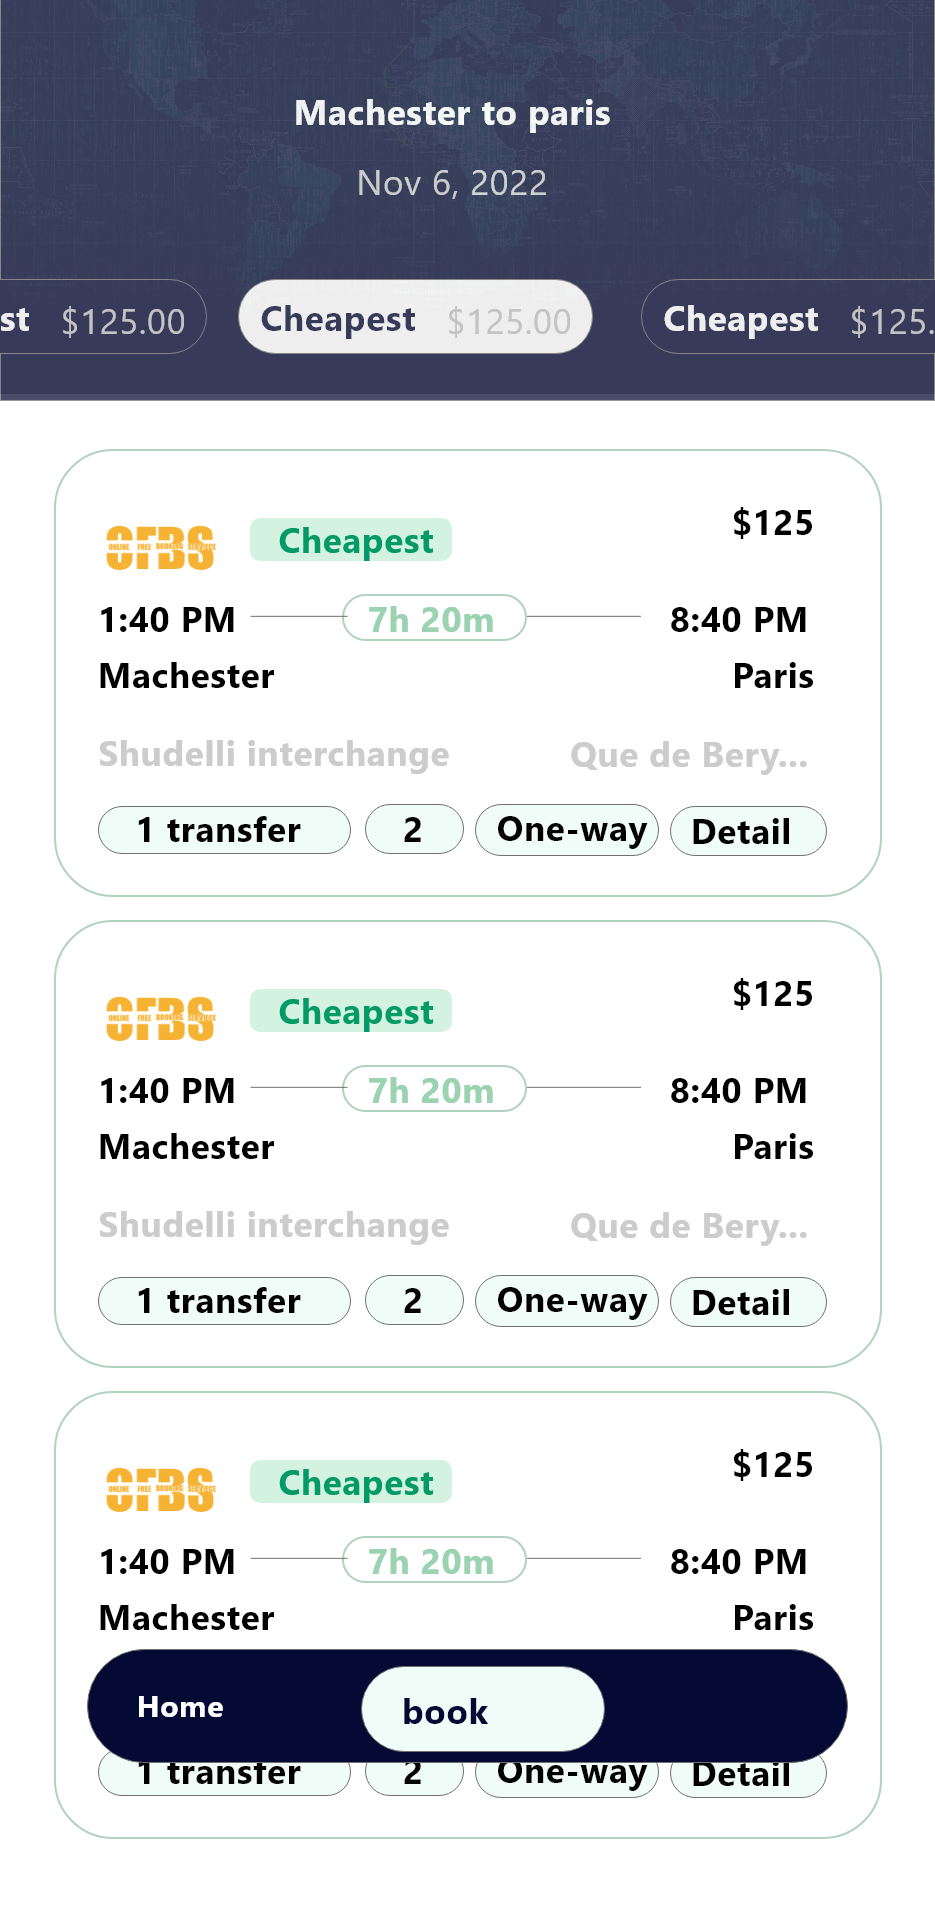 Machester to paris
Nov 6, 2022
st $125.00 Cheapest $125.00 Cheapest $125.
OFBS
ONLINE FREE BOOKING SERVIECE
Cheapest $125
1:40 PM 7h 20m 8:40 PM
Machester Paris
Shudelli interchange Que de Bery...
1 transfer 2 One-way Detail
OFBS
ONLINE FREE BOOKING SERVIECE
Cheapest $125
1:40 PM 7h 20m 8:40 PM
Machester Paris
Shudelli interchange Que de Bery...
1 transfer 2 One-way Detail
OFBS
ONLINE FREE BOOKING SERVIECE
Cheapest $125
1:40 PM 7h 20m 8:40 PM
Machester Paris
Home book
1 transfer 2 One-way Detail